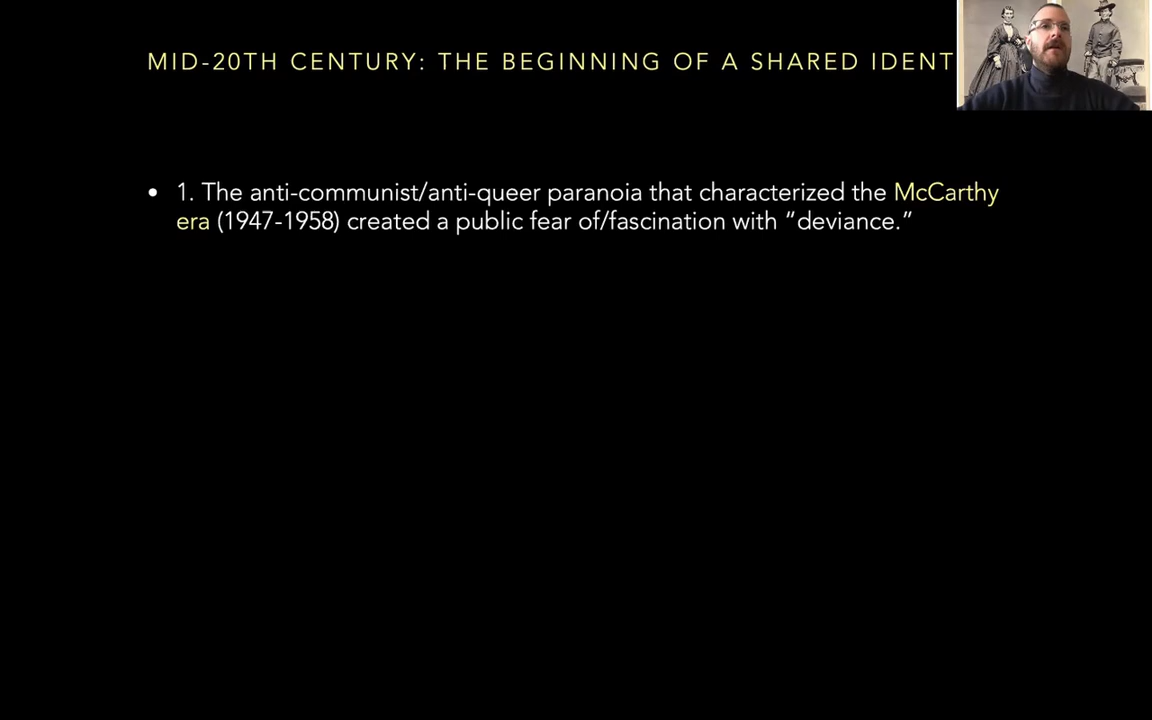 MID-20TH CENTURY: THE BEGINNING OF A SHARED IDENT
• 1. The anti-communist/anti-queer paranoia that characterized the McCarthy
era (1947-1958) created a public fear of/fascination with “deviance.”